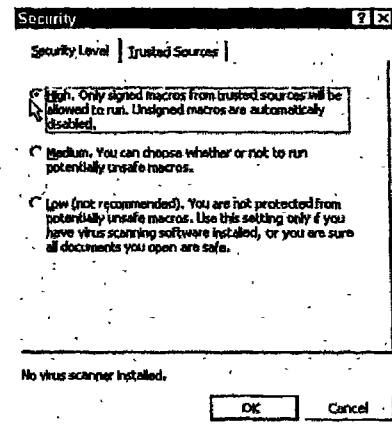 Security
Security Level Trusted Sources
High. Only signed macros from trusted sources will be
allowed to run. Unsigned macros are automatically
disabled.
Medium. You can choose whether or not to run
potentially unsafe macros.
Low (not recommended). You are not protected from
potentially unsafe macros. Use this setting only if you
have virus scanning software installed, or you are sure
all documents you open are safe.
No virus scanner installed.
OK Cancel